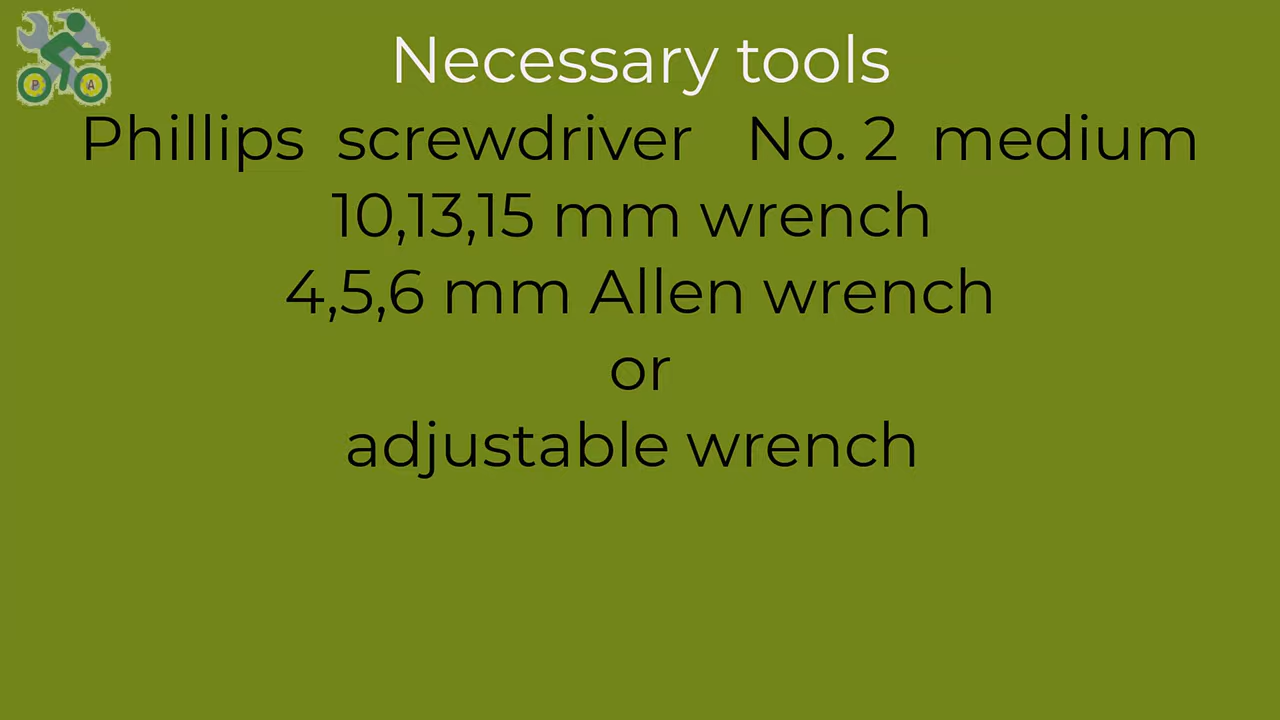 Necessary tools
Phillips screwdriver No. 2 medium
10,13,15 mm wrench
4,5,6 mm Allen wrench
or
adjustable wrench
P A